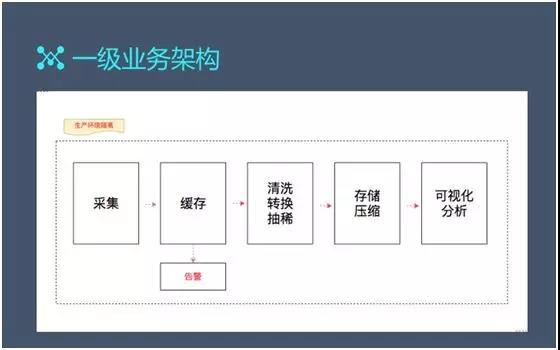 一级业务架构
生产环境隔离
采集
缓存
清洗
转换
抽稀
存储
压缩
可视化
分析
告警